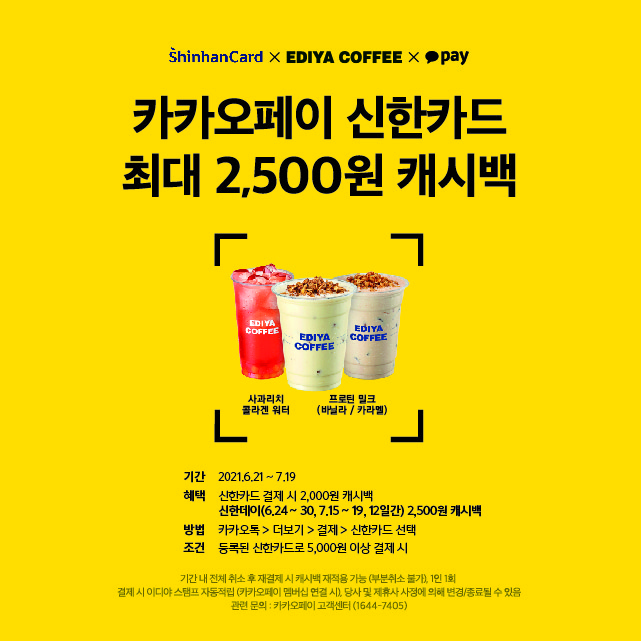 ShinhanCard × EDIYA COFFEE × pay
카카오페이 신한카드
최대 2,500원 캐시백
EDIYA
COFFEE
EDIYA
COFFEE
EDIYA
COFFEE
사과리치
콜라겐 워터
프로틴 밀크
(바닐라 / 카라멜)
기간 2021.6.21 ~ 7.19
혜택 신한카드 결제 시 2,000원 캐시백
신한데이(6.24 ~ 30, 7.15 ~ 19, 12일간) 2,500원 캐시백
방법 카카오톡 > 더보기 > 결제 > 신한카드 선택
조건 등록된 신한카드로 5,000원 이상 결제 시
기간 내 전체 취소 후 재결제 시 캐시백 재적용 가능 (부분취소 불가), 1인 1회
결제 시 이디야 스탬프 자동적립 (카카오페이 멤버십 연결 시), 당사 및 제휴사 사정에 의해 변경/종료될 수 있음
관련 문의 : 카카오페이 고객센터 (1644-7405)